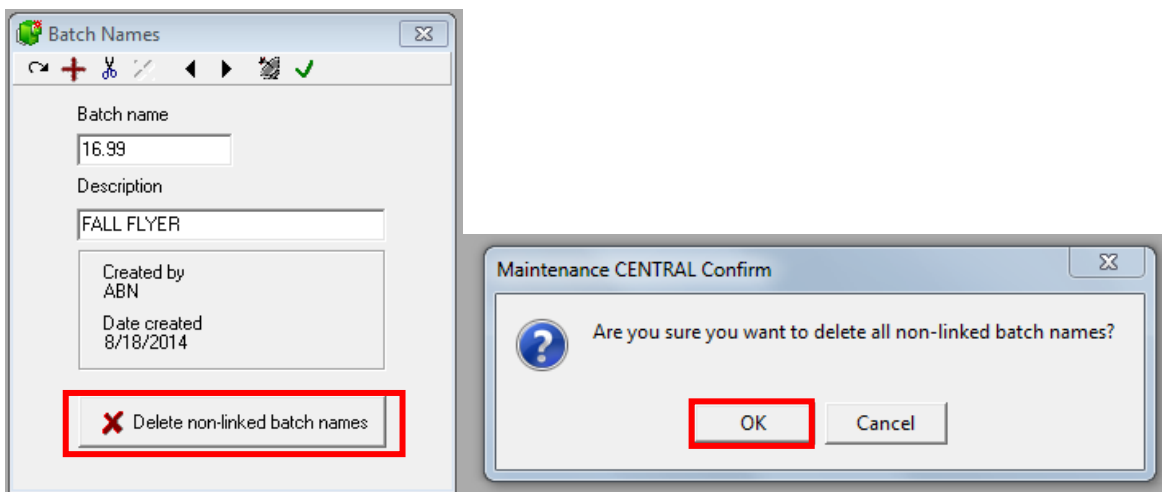 Batch Names
Batch name
16.99
Description
FALL FLYER
Created by
ABN
Date created
8/18/2014
Delete non-linked batch names
Maintenance CENTRAL Confirm
Are you sure you want to delete all non-linked batch names?
OK
Cancel